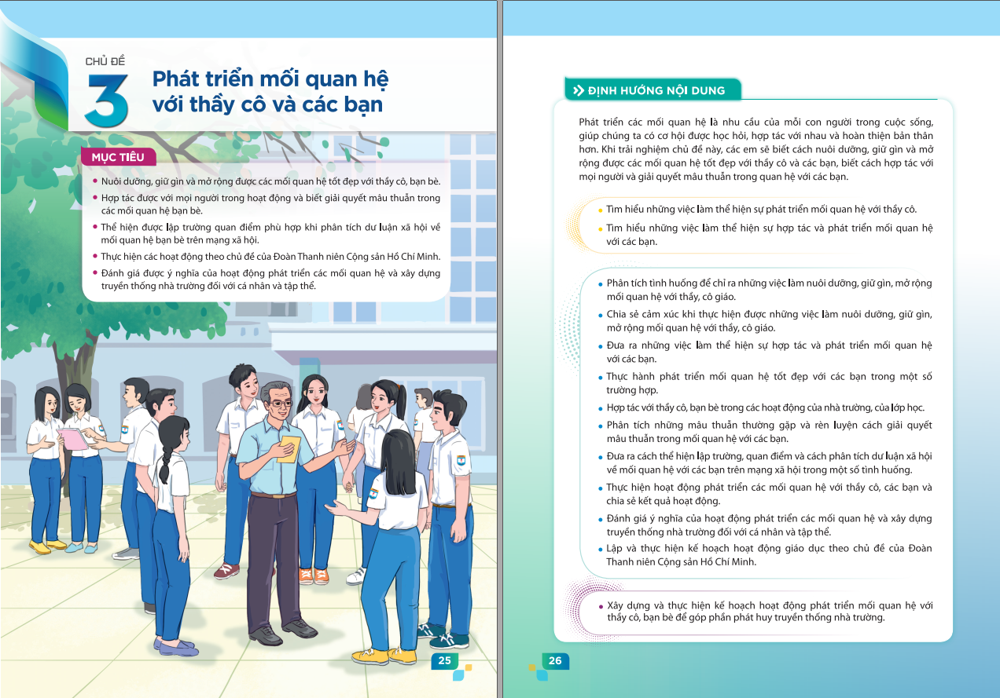 CHỦ ĐỀ
3
Phát triển mối quan hệ
với thầy cô và các bạn
MỤC TIÊU
• Nuôi dưỡng, giữ gìn và mở rộng được các mối quan hệ tốt đẹp với thầy cô, bạn bè.
• Hợp tác được với mọi người trong hoạt động và biết giải quyết mâu thuẫn trong
các mối quan hệ bạn bè.
• Thể hiện được lập trường quan điểm phù hợp khi phân tích dư luận xã hội về
mối quan hệ bạn bè trên mạng xã hội.
• Thực hiện các hoạt động theo chủ đề của Đoàn Thanh niên Cộng sản Hồ Chí Minh.
• Đánh giá được ý nghĩa của hoạt động phát triển các mối quan hệ và xây dựng
truyền thống nhà trường đối với cá nhân và tập thể.
25
ĐỊNH HƯỚNG NỘI DUNG
Phát triển các mối quan hệ là nhu cầu của mỗi con người trong cuộc sống,
giúp chúng ta có cơ hội được học hỏi, hợp tác với nhau và hoàn thiện bản thân
hơn. Khi trải nghiệm chủ đề này, các em sẽ biết cách nuôi dưỡng, giữ gìn và mở
rộng được các mối quan hệ tốt đẹp với thầy cô và các bạn, biết cách hợp tác với
mọi người và giải quyết mâu thuẫn trong quan hệ với các bạn.
• Tìm hiểu những việc làm thể hiện sự phát triển mối quan hệ với thầy cô.
• Tìm hiểu những việc làm thể hiện sự hợp tác và phát triển mối quan hệ
với các bạn.
• Phân tích tình huống để chỉ ra những việc làm nuôi dưỡng, giữ gìn, mở rộng
mối quan hệ với thầy, cô giáo.
• Chia sẻ cảm xúc khi thực hiện được những việc làm nuôi dưỡng, giữ gìn,
mở rộng mối quan hệ với thầy, cô giáo.
• Đưa ra những việc làm thể hiện sự hợp tác và phát triển mối quan hệ
với các bạn.
• Thực hành phát triển mối quan hệ tốt đẹp với các bạn trong một số
trường hợp.
• Hợp tác với thầy cô, bạn bè trong các hoạt động của nhà trường, của lớp học.
• Phân tích những mâu thuẫn thường gặp và rèn luyện cách giải quyết
mâu thuẫn trong mối quan hệ với các bạn.
• Đưa ra cách thể hiện lập trường, quan điểm và cách phân tích dư luận xã hội
về mối quan hệ với các bạn trên mạng xã hội trong một số tình huống.
• Thực hiện hoạt động phát triển các mối quan hệ với thầy cô, các bạn và
chia sẻ kết quả hoạt động.
• Đánh giá ý nghĩa của hoạt động phát triển các mối quan hệ và xây dựng
truyền thống nhà trường đối với cá nhân và tập thể.
• Lập và thực hiện kế hoạch hoạt động giáo dục theo chủ đề của Đoàn
Thanh niên Cộng sản Hồ Chí Minh.
• Xây dựng và thực hiện kế hoạch hoạt động phát triển mối quan hệ với
thầy cô, bạn bè để góp phần phát huy truyền thống nhà trường.
26